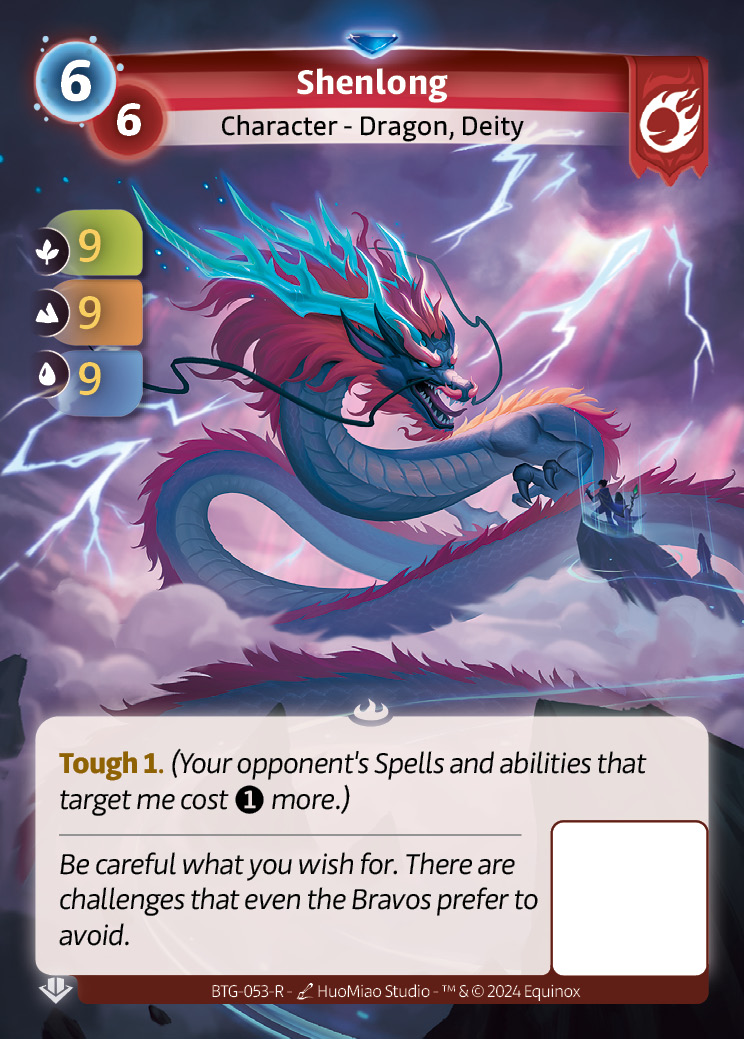 6
Shenlong
6
Character - Dragon, Deity
9
9
9
Tough 1. (Your opponent's Spells and abilities that
target me cost 1 more.)
Be careful what you wish for. There are
challenges that even the Bravos prefer to
avoid.
BTG-053-R - HuoMiao Studio - ™ & © 2024 Equinox